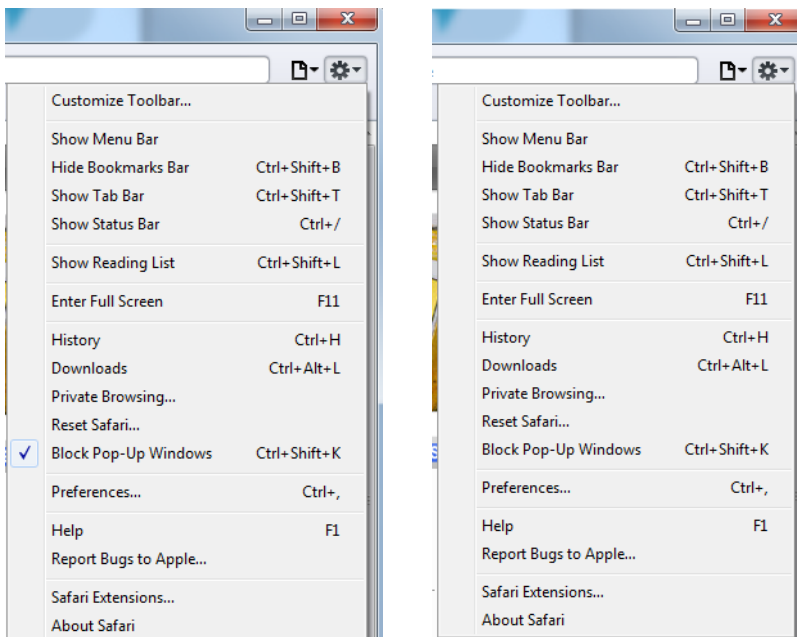 Customize Toolbar...
Show Menu Bar
Hide Bookmarks Bar Ctrl+Shift+B
Show Tab Bar Ctrl+Shift+T
Show Status Bar Ctrl+/
Show Reading List Ctrl+Shift+L
Enter Full Screen F11
History Ctrl+H
Downloads Ctrl+Alt+L
Private Browsing...
Reset Safari...
Block Pop-Up Windows Ctrl+Shift+K
Preferences... Ctrl+,
Help F1
Report Bugs to Apple...
Safari Extensions...
About Safari
Customize Toolbar...
Show Menu Bar
Hide Bookmarks Bar Ctrl+Shift+B
Show Tab Bar Ctrl+Shift+T
Show Status Bar Ctrl+/
Show Reading List Ctrl+Shift+L
Enter Full Screen F11
History Ctrl+H
Downloads Ctrl+Alt+L
Private Browsing...
Reset Safari...
Block Pop-Up Windows Ctrl+Shift+K
Preferences... Ctrl+,
Help F1
Report Bugs to Apple...
Safari Extensions...
About Safari